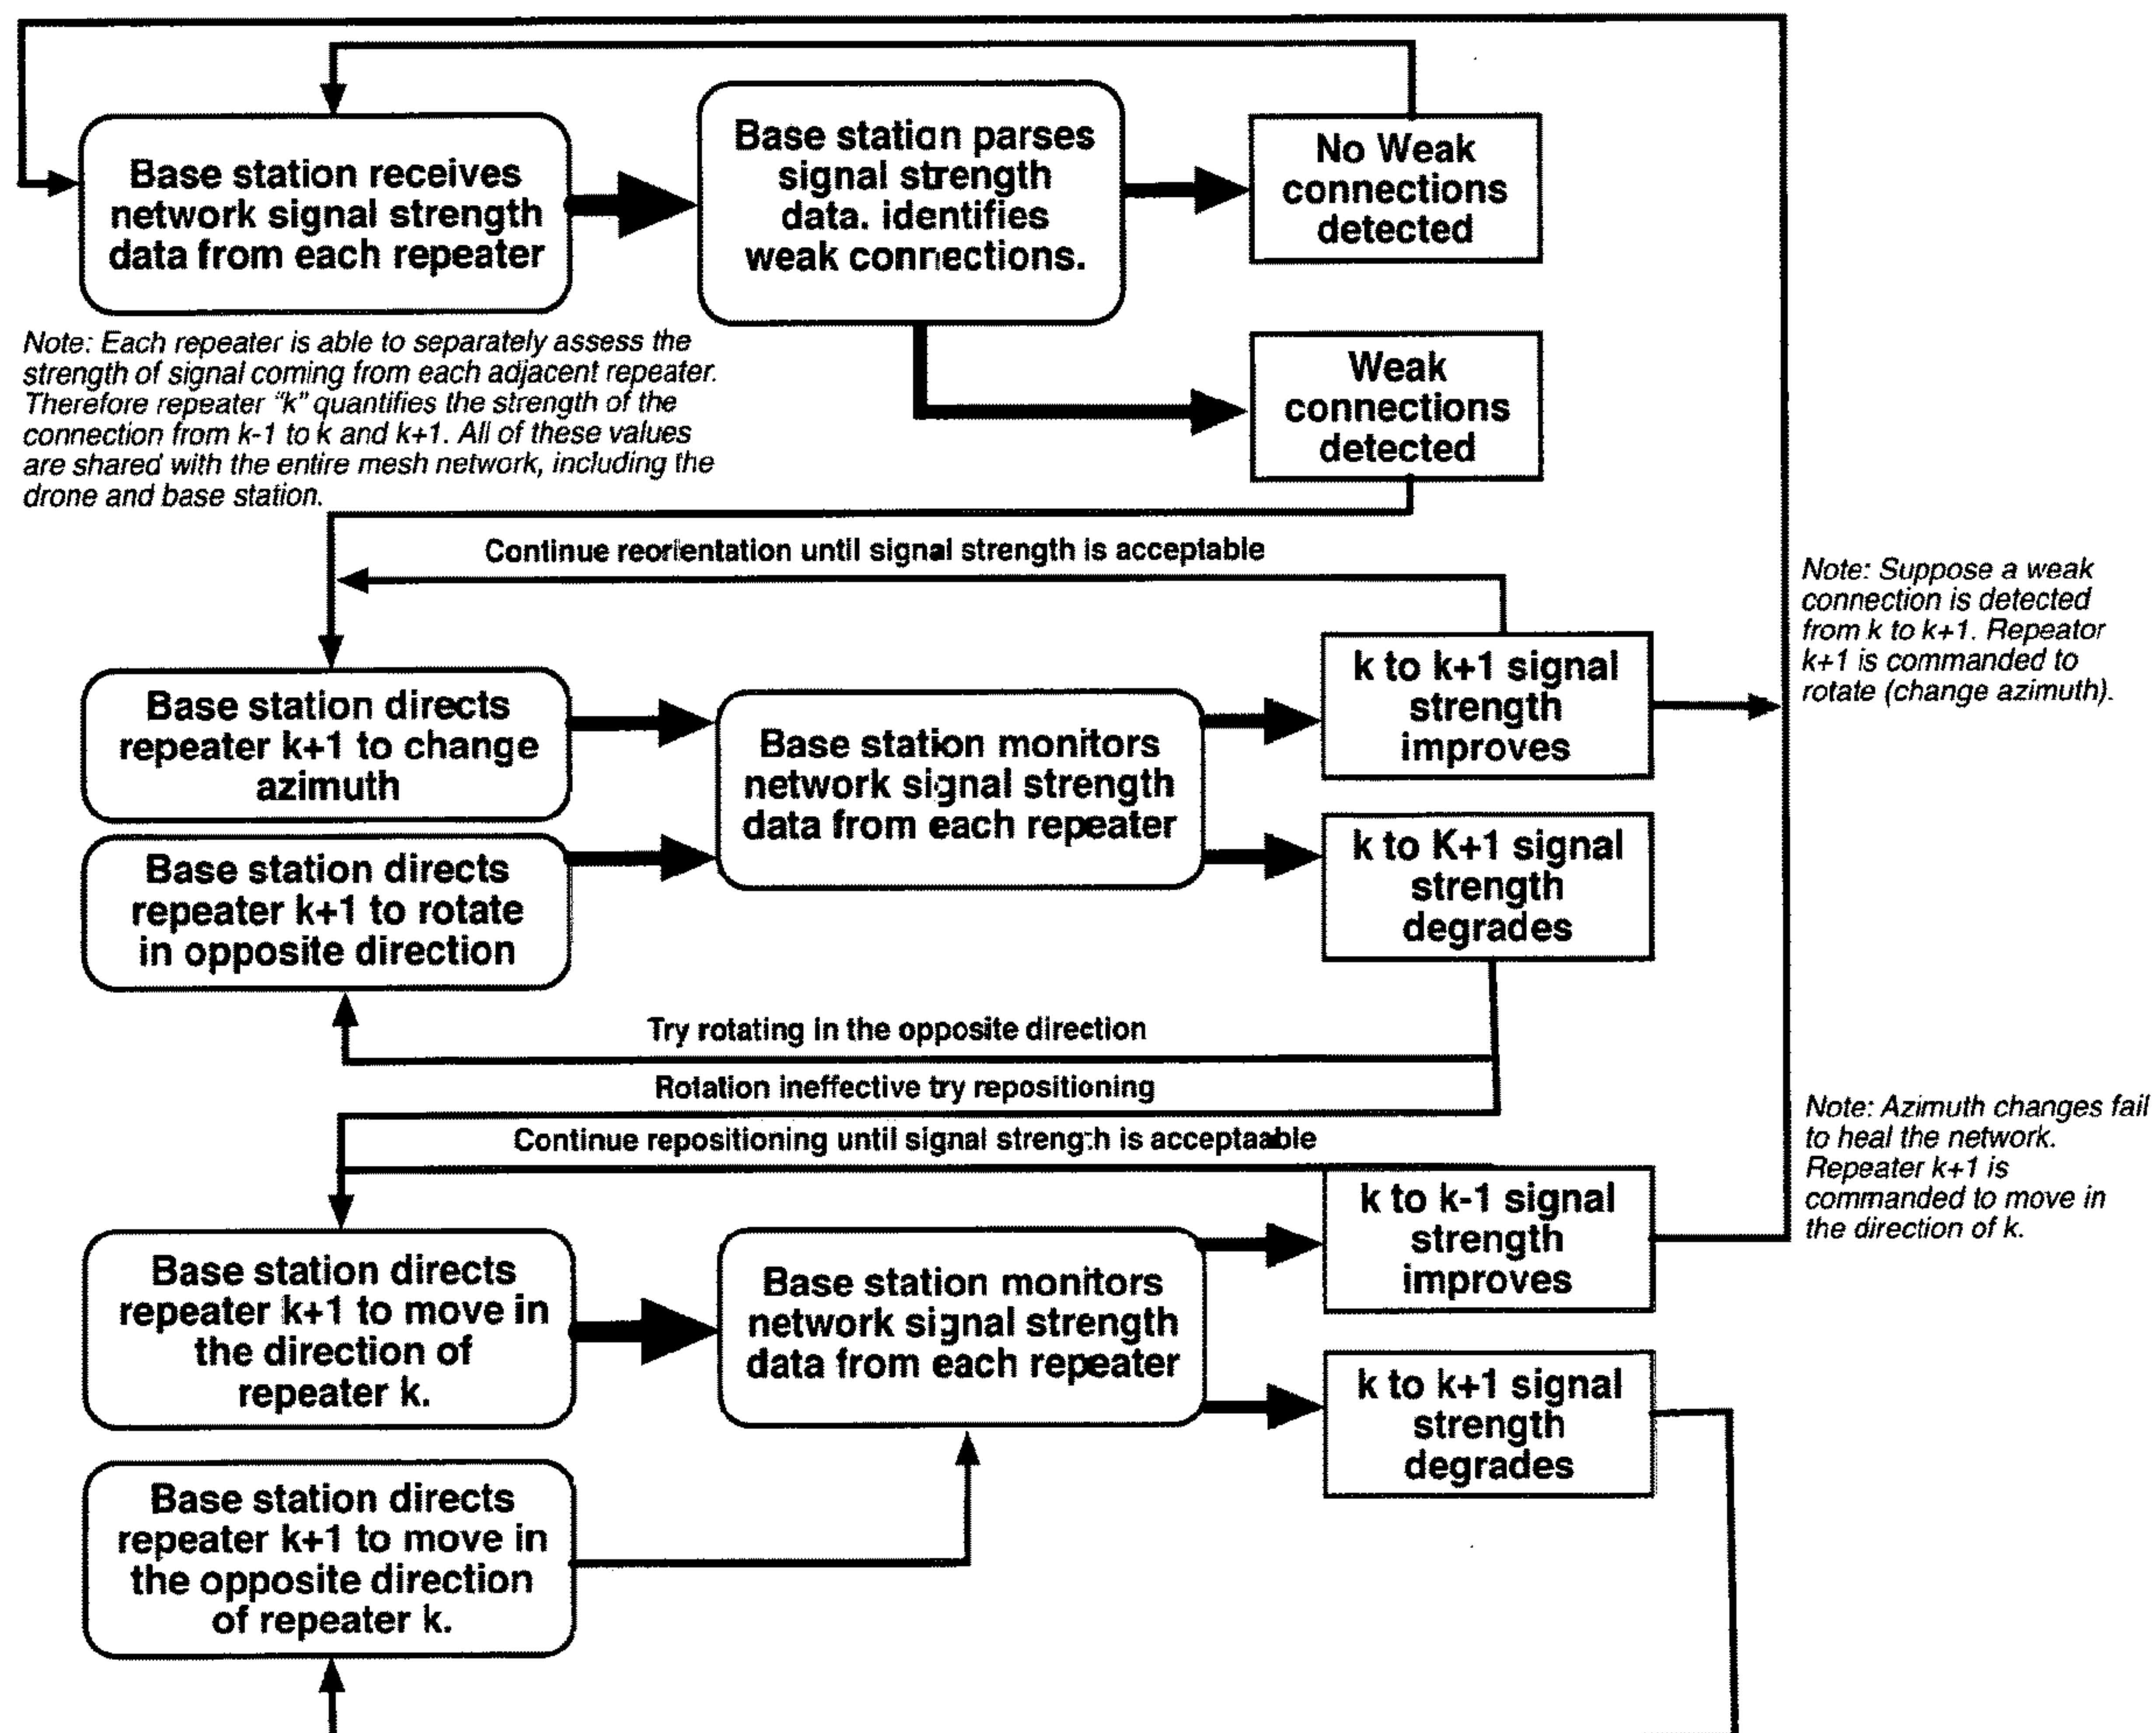 Base station receives
network signal strength
data from each repeater
Base station parses
signal strength
data. identifies
weak connections.
No Weak
connections
detected
Note: Each repeater is able to separately assess the
strength of signal coming from each adjacent repeater.
Therefore repeater "k" quantifies the strength of the
connection from k-1 to k and k+1. All of these values
are shared with the entire mesh network, including the
drone and base station.
Weak
connections
detected
Continue reorientation until signal strength is acceptable
Note: Suppose a weak
connection is detected
from k to k+1. Repeator
k+1 is commanded to
rotate (change azimuth).
Base station directs
repeater k+1 to change
azimuth
Base station directs
repeater k+1 to rotate
in opposite direction
Base station monitors
network signal strength
data from each repeater
k to k+1 signal
strength
improves
k to K+1 signal
strength
degrades
Try rotating in the opposite direction
Rotation ineffective try repositioning
Continue repositioning until signal strength is acceptaable
Note: Azimuth changes fail
to heal the network.
Repeater k+1 is
commanded to move in
the direction of k.
Base station directs
repeater k+1 to move in
the direction of
repeater k.
Base station monitors
network signal strength
data from each repeater
k to k-1 signal
strength
improves
k to k+1 signal
strength
degrades
Base station directs
repeater k+1 to move in
the opposite direction
of repeater k.